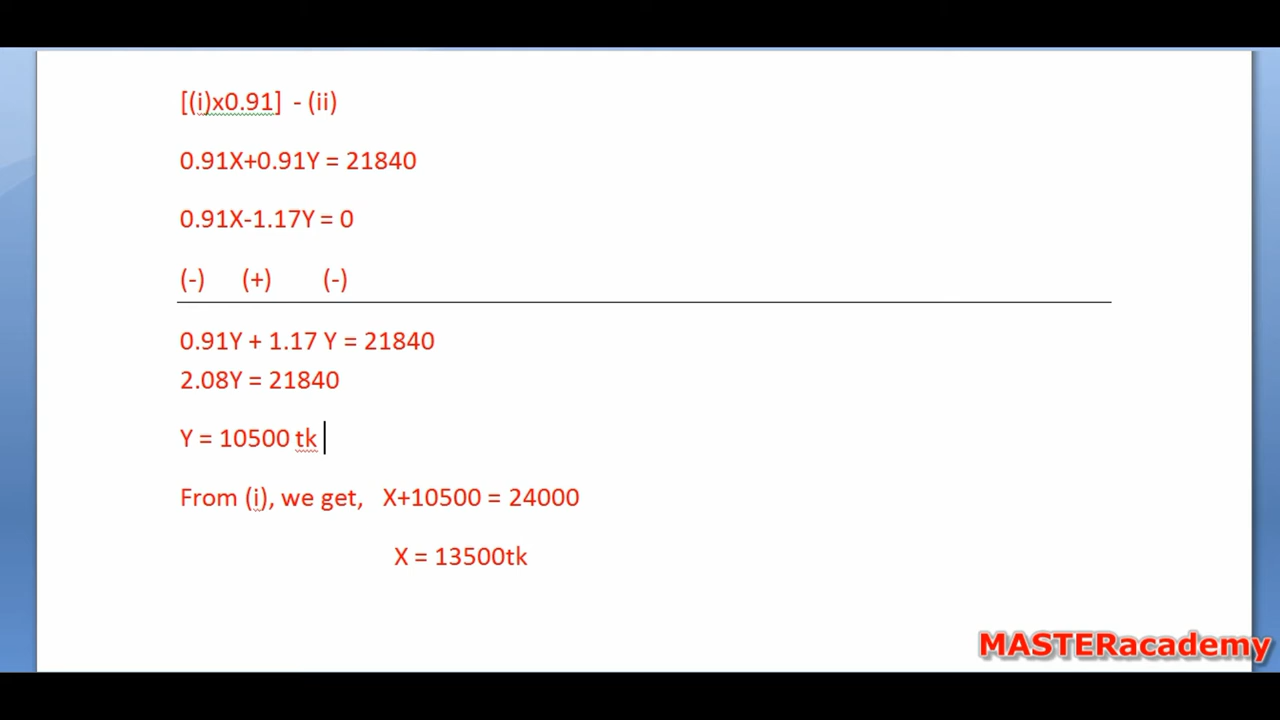 [(i)x0.91] - (ii)
0.91X+0.91Y = 21840
0.91X-1.17Y = 0
(-) (+) (-)
0.91Y + 1.17 Y = 21840
2.08Y = 21840
Y = 10500 tk
From (i), we get, X+10500 = 24000
X = 13500tk
MASTERacademy